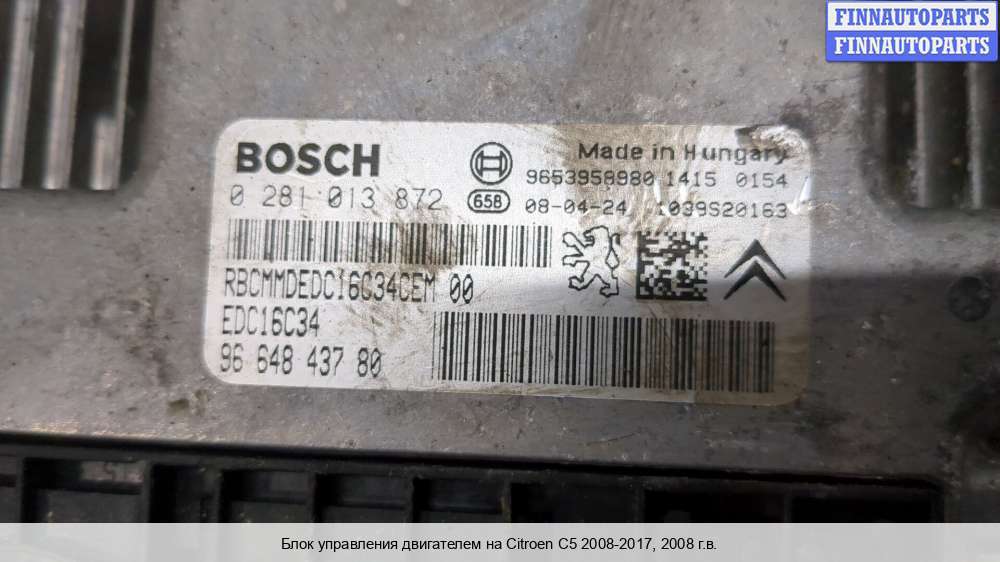 FINNAUTOPARTS
FINNAUTOPARTS
BOSCH
Made in Hungary
0 281 013 872
9653958980 1415 0154
658
08-04-24 1039S20163
RBCMMDEDC16C34CEM 00
EDC16C34
96 648 437 80
Блок управления двигателем на Citroen C5 2008-2017, 2008 г.в.